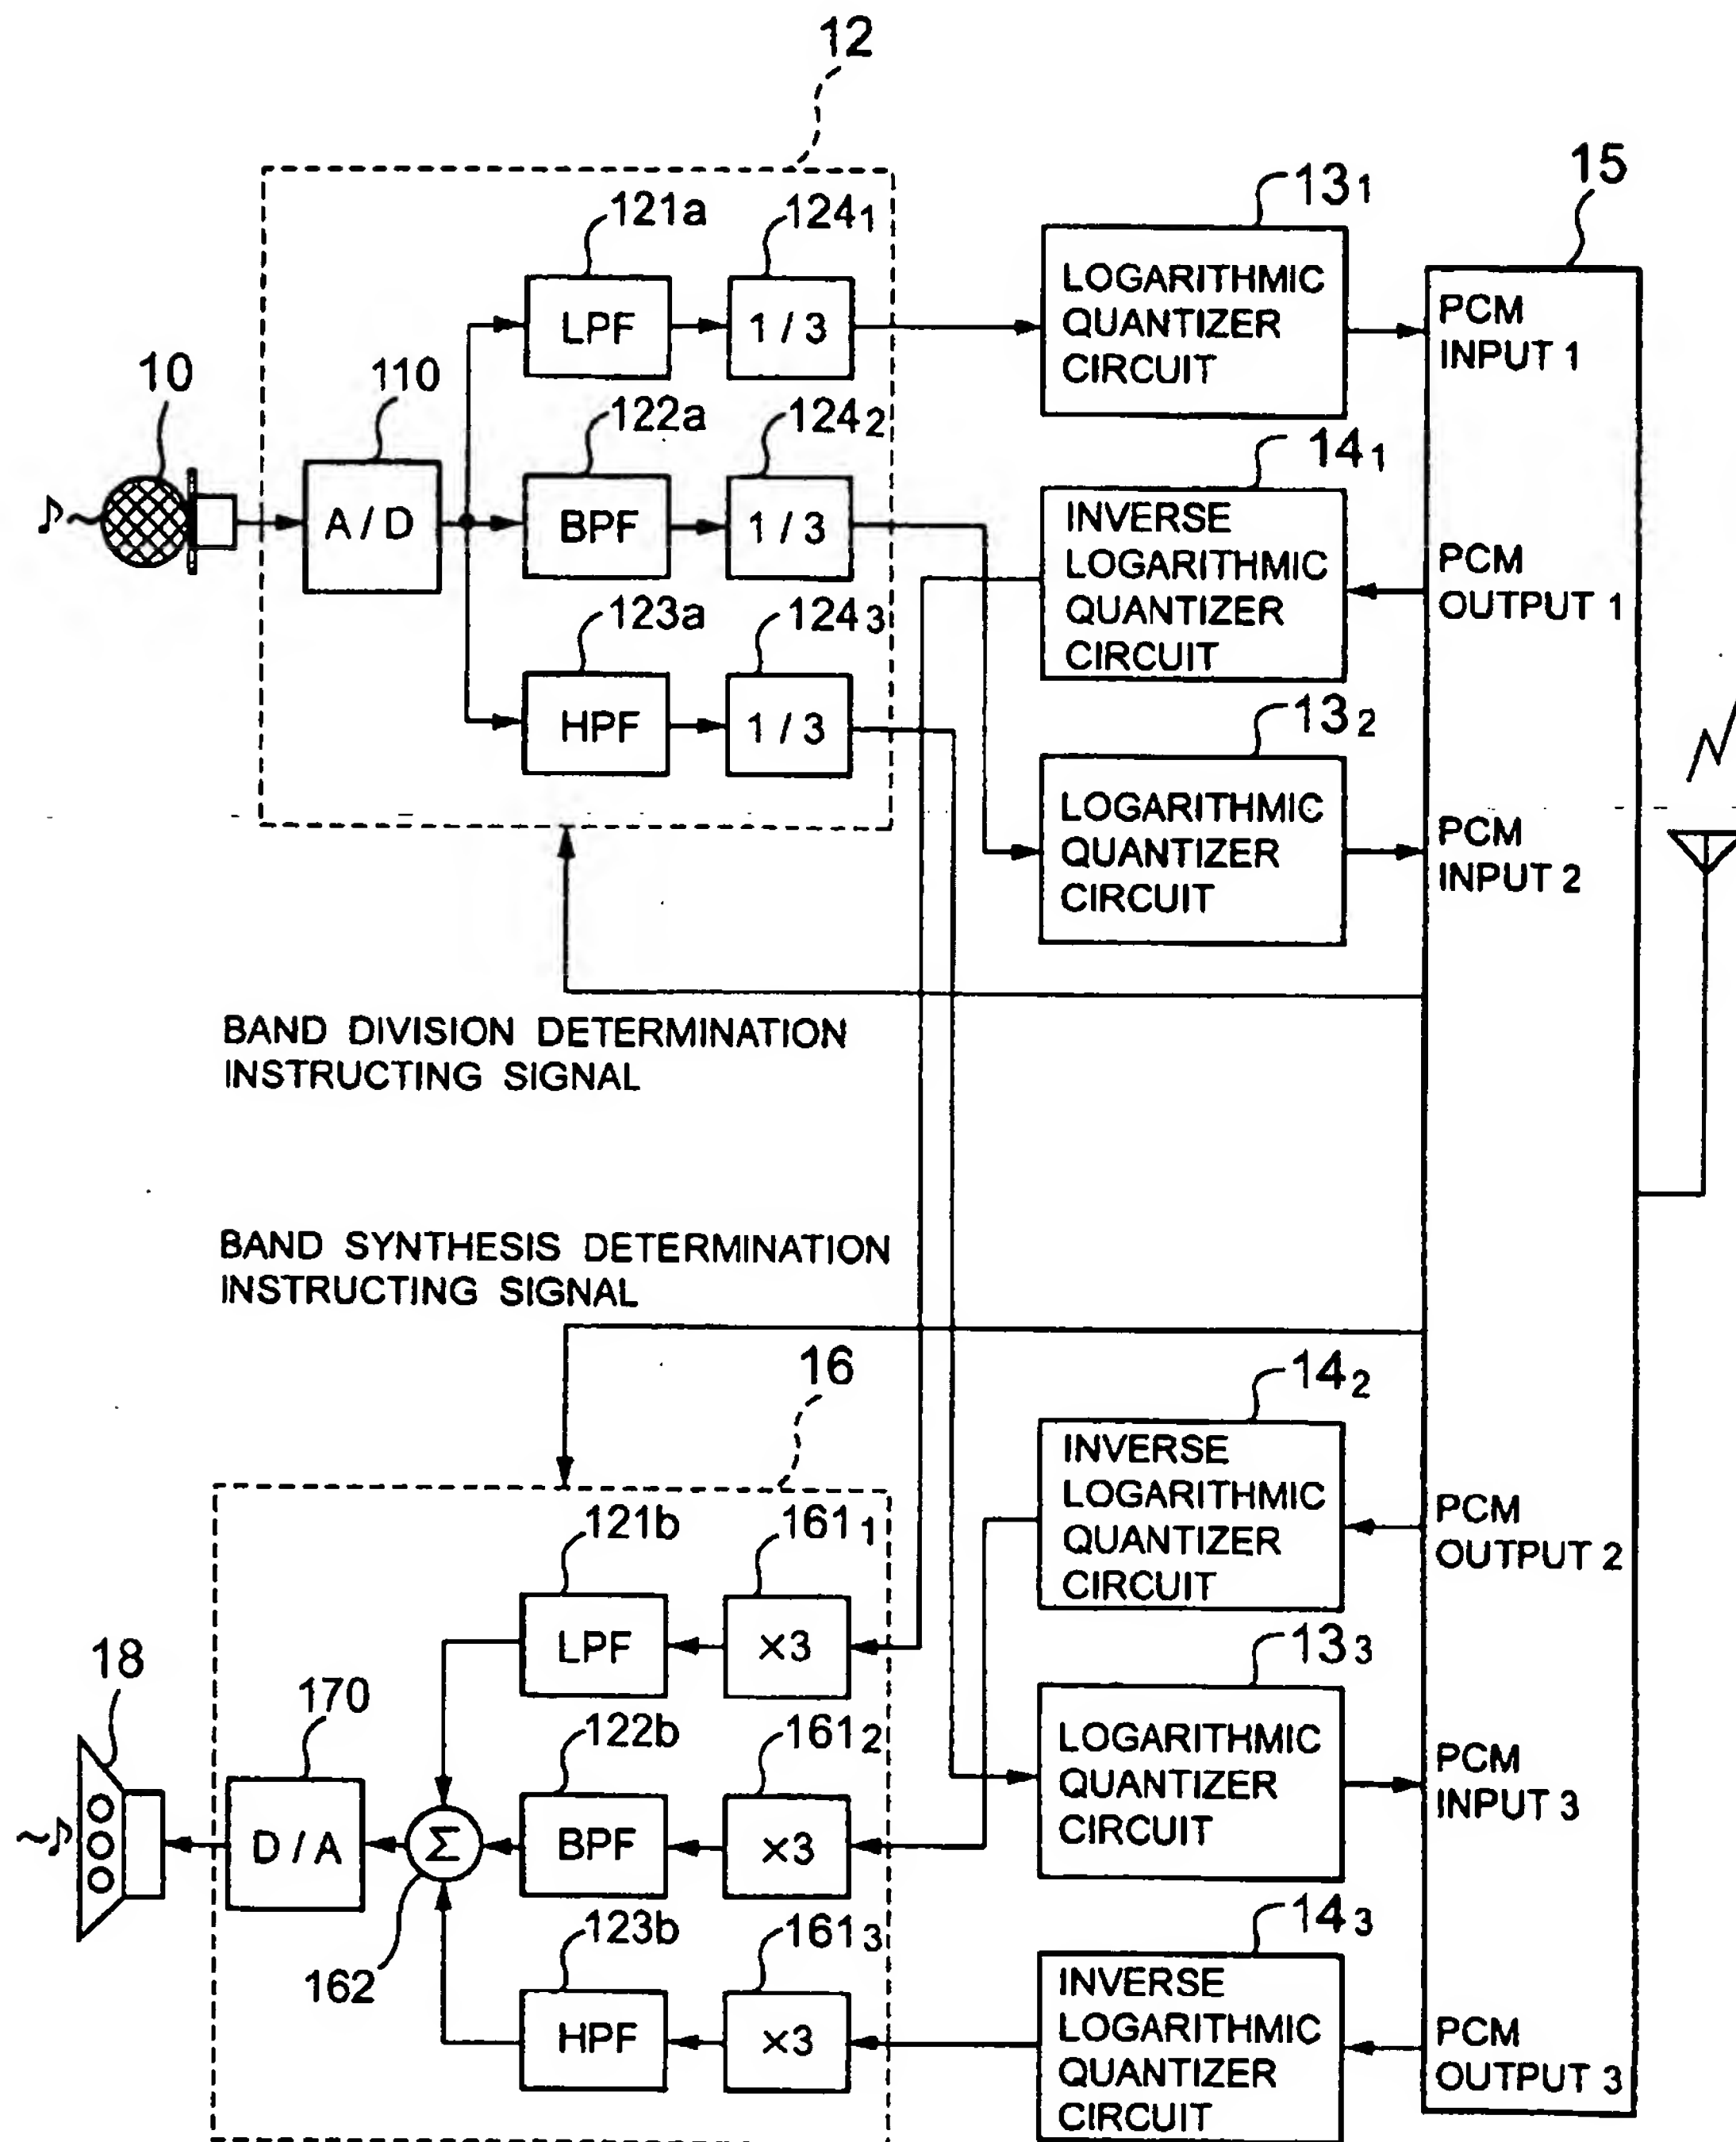 12
15
121a
124₁
13₁
LPF
1 / 3
LOGARITHMIC
QUANTIZER
CIRCUIT
PCM
INPUT 1
10
110
122a
124₂
14₁
A / D
BPF
1 / 3
INVERSE
LOGARITHMIC
QUANTIZER
CIRCUIT
PCM
OUTPUT 1
123a
124₃
13₂
HPF
1 / 3
LOGARITHMIC
QUANTIZER
CIRCUIT
PCM
INPUT 2
BAND DIVISION DETERMINATION
INSTRUCTING SIGNAL
BAND SYNTHESIS DETERMINATION
INSTRUCTING SIGNAL
16
14₂
INVERSE
LOGARITHMIC
QUANTIZER
CIRCUIT
PCM
OUTPUT 2
121b
161₁
LPF
×3
18
170
122b
161₂
13₃
D / A
Σ
BPF
×3
LOGARITHMIC
QUANTIZER
CIRCUIT
PCM
INPUT 3
162
123b
161₃
14₃
HPF
×3
INVERSE
LOGARITHMIC
QUANTIZER
CIRCUIT
PCM
OUTPUT 3